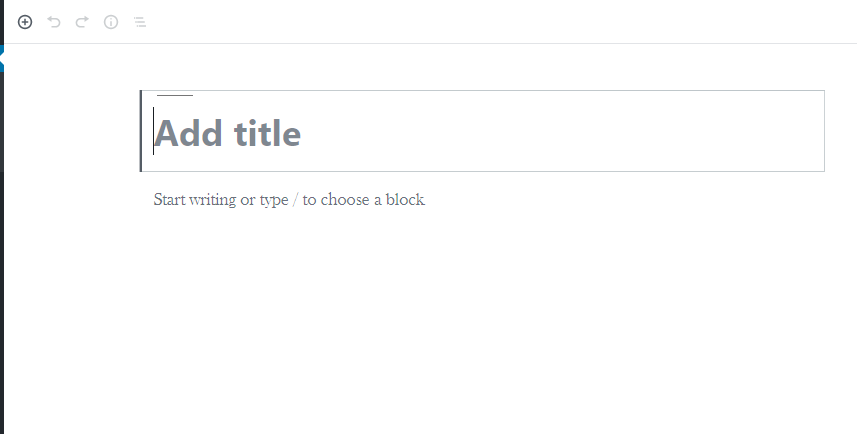 Add title
Start writing or type / to choose a block